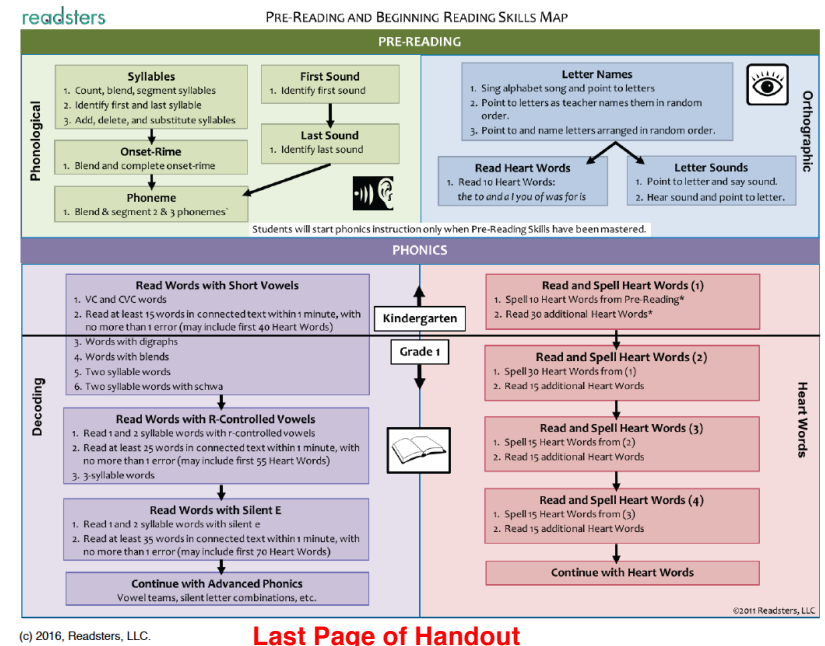 readsters
PRE-READING AND BEGINNING READING SKILLS MAP
PRE-READING
Phonological
Syllables
1. Count, blend, segment syllables
2. Identify first and last syllable
3. Add, delete, and substitute syllables
Onset-Rime
1. Blend and complete onset-rime
Phoneme
1. Blend & segment 2 & 3 phonemes`
First Sound
1. Identify first sound
Last Sound
1. Identify last sound
Letter Names
1. Sing alphabet song and point to letters
2. Point to letters as teacher names them in random
order.
3. Point to and name letters arranged in random order.
Read Heart Words
1. Read 10 Heart Words:
the to and a I you of was for is
Letter Sounds
1. Point to letter and say sound.
2. Hear sound and point to letter.
Orthographic
Students will start phonics instruction only when Pre-Reading Skills have been mastered.
PHONICS
Decoding
Read Words with Short Vowels
1. VC and CVC words
2. Read at least 15 words in connected text within 1 minute, with
no more than 1 error (may include first 40 Heart Words)
3. Words with digraphs
4. Words with blends
5. Two syllable words
6. Two syllable words with schwa
Read Words with R-Controlled Vowels
1. Read 1 and 2 syllable words with r-controlled vowels
2. Read at least 25 words in connected text within 1 minute, with
no more than 1 error (may include first 55 Heart Words)
3. 3-syllable words
Read Words with Silent E
1. Read 1 and 2 syllable words with silent e
2. Read at least 35 words in connected text within 1 minute, with
no more than 1 error (may include first 70 Heart Words)
Continue with Advanced Phonics
Vowel teams, silent letter combinations, etc.
Kindergarten
Grade 1
Read and Spell Heart Words (1)
1. Spell 10 Heart Words from Pre-Reading*
2. Read 30 additional Heart Words*
Read and Spell Heart Words (2)
1. Spell 30 Heart Words from (1)
2. Read 15 additional Heart Words
Read and Spell Heart Words (3)
1. Spell 15 Heart Words from (2)
2. Read 15 additional Heart Words
Read and Spell Heart Words (4)
1. Spell 15 Heart Words from (3)
2. Read 15 additional Heart Words
Continue with Heart Words
Heart Words
©2011 Readsters, LLC
(c) 2016, Readsters, LLC.
Last Page of Handout